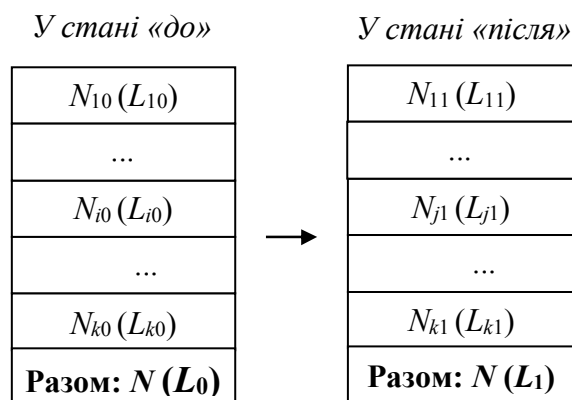 У стані «до»
У стані «після»
N10 (L10)
...
Ni0 (Li0)
...
Nk0 (Lk0)
Разом: N (L0)
N11 (L11)
...
Nj1 (Lj1)
...
Nk1 (Lk1)
Разом: N (L1)